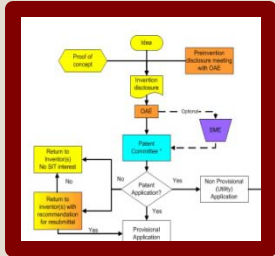 Idea
Proof of
concept
Preinvention
disclosure meeting
with OAE
Invention
disclosure
OAE
Optional
SME
Patent
Committee *
Return to
Inventor(s)
No SIT interest
No
Patent
Application?
Yes
Non Provisional
(Utility)
Application
No
Return to
inventor(s) with
recommendation
for resubmittal
Yes
Yes
Provisional
Application